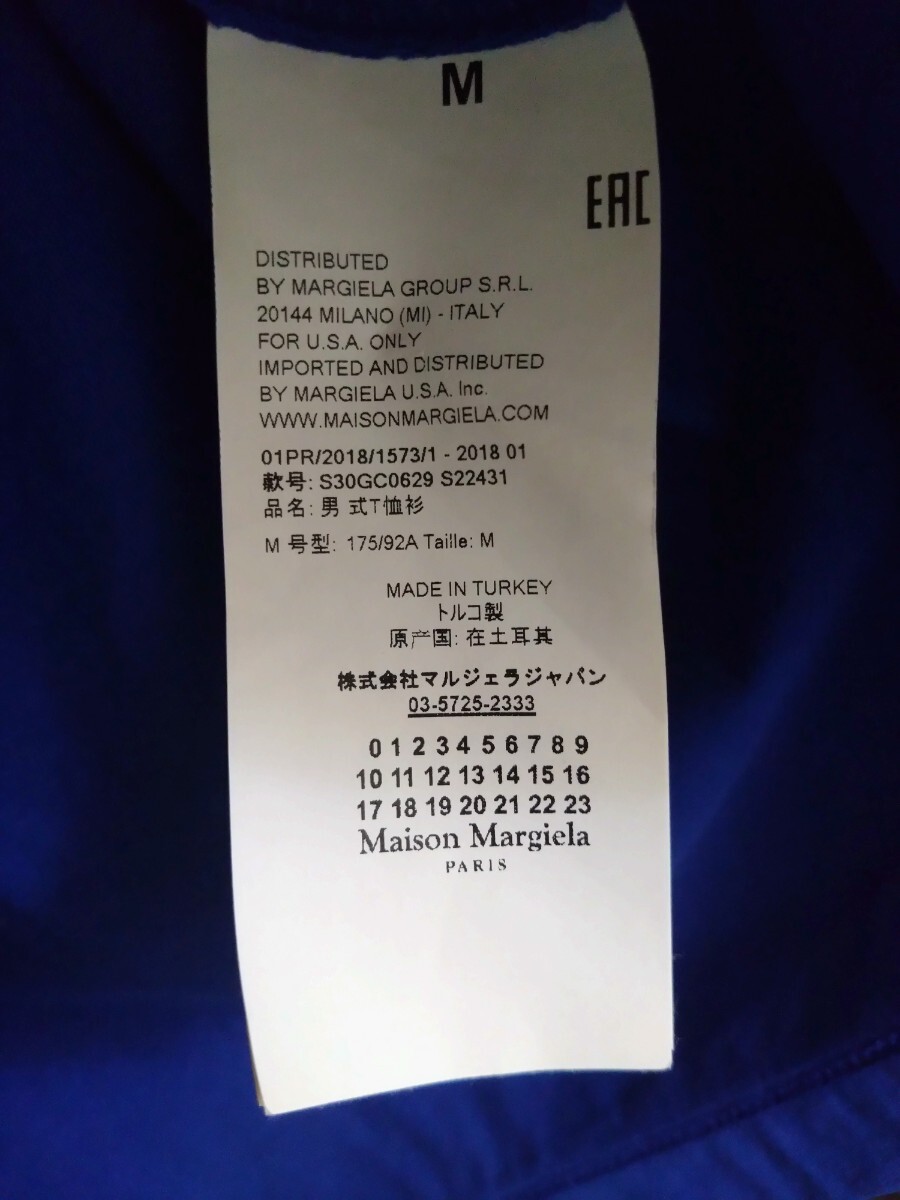 M
EAC
DISTRIBUTED
BY MARGIELA GROUP S.R.L.
20144 MILANO (MI) - ITALY
FOR U.S.A. ONLY
IMPORTED AND DISTRIBUTED
BY MARGIELA U.S.A. Inc.
WWW.MAISONMARGIELA.COM
01PR/2018/1573/1 - 2018 01
款号: S30GC0629 S22431
品名: 男 式T恤衫
M 号型: 175/92A Taille: M
MADE IN TURKEY
トルコ製
原产国: 在土耳其
株式会社マルジェラジャパン
03-5725-2333
0 1 2 3 4 5 6 7 8 9
10 11 12 13 14 15 16
17 18 19 20 21 22 23
Maison Margiela
PARIS